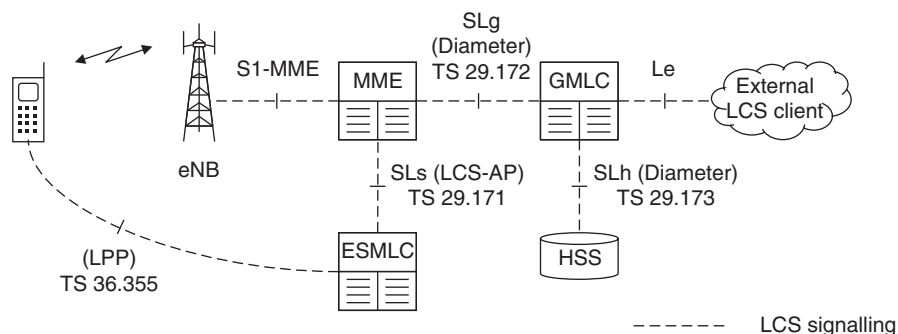 SLg
(Diameter)
TS 29.172
S1-MME
MME
GMLC
Le
External
LCS client
eNB
SLs (LCS-AP)
TS 29.171
SLh (Diameter)
TS 29.173
(LPP)
TS 36.355
ESMLC
HSS
LCS signalling